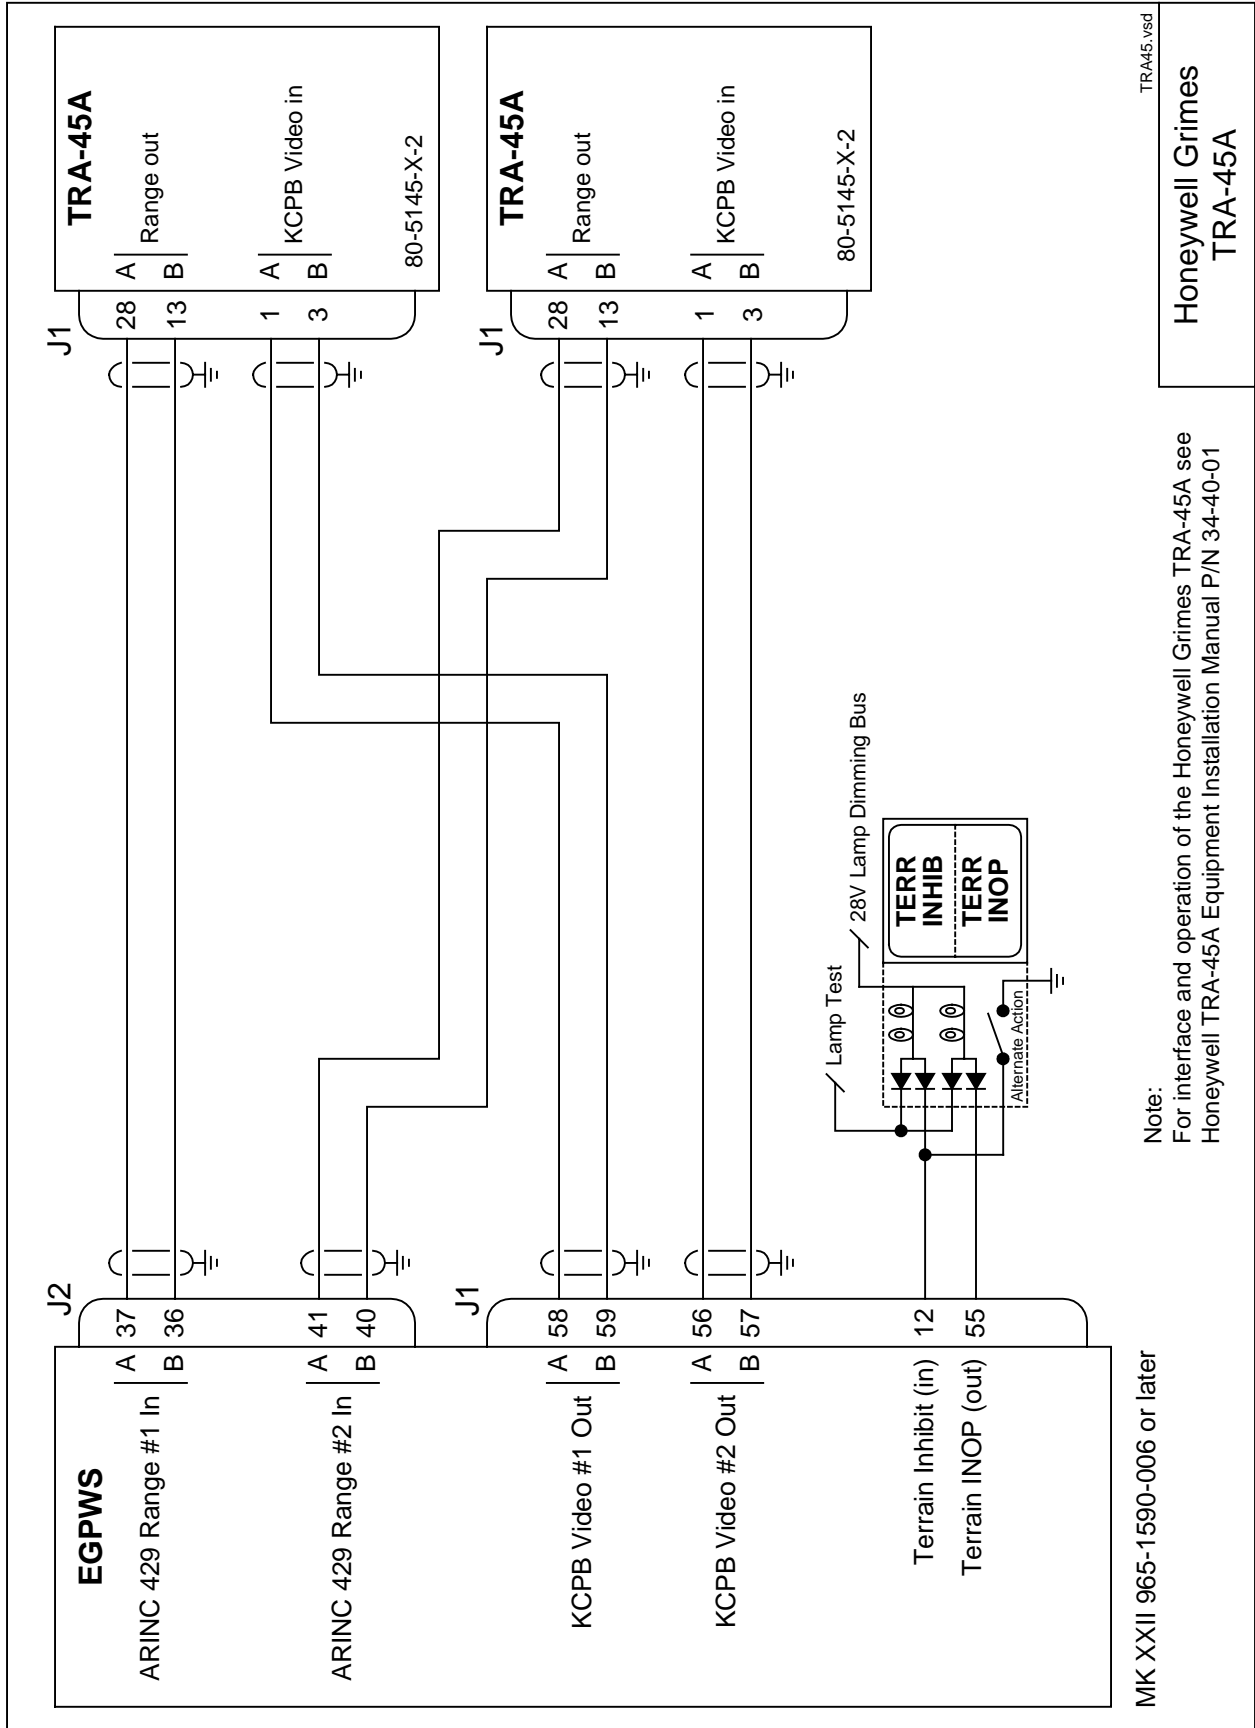 EGPWS
J2
ARINC 429 Range #1 In
A 37
B 36
ARINC 429 Range #2 In
A 41
B 40
J1
KCPB Video #1 Out
A 58
B 59
KCPB Video #2 Out
A 56
B 57
Terrain Inhibit (in) 12
Terrain INOP (out) 55
MK XXII 965-1590-006 or later
Lamp Test
28V Lamp Dimming Bus
Alternate Action
TERR
INHIB
TERR
INOP
J1
TRA-45A
28 A
13 B
Range out
1 A
3 B
KCPB Video in
80-5145-X-2
J1
TRA-45A
28 A
13 B
Range out
1 A
3 B
KCPB Video in
80-5145-X-2
Note:
For interface and operation of the Honeywell Grimes TRA-45A see
Honeywell TRA-45A Equipment Installation Manual P/N 34-40-01
TRA45.vsd
Honeywell Grimes
TRA-45A